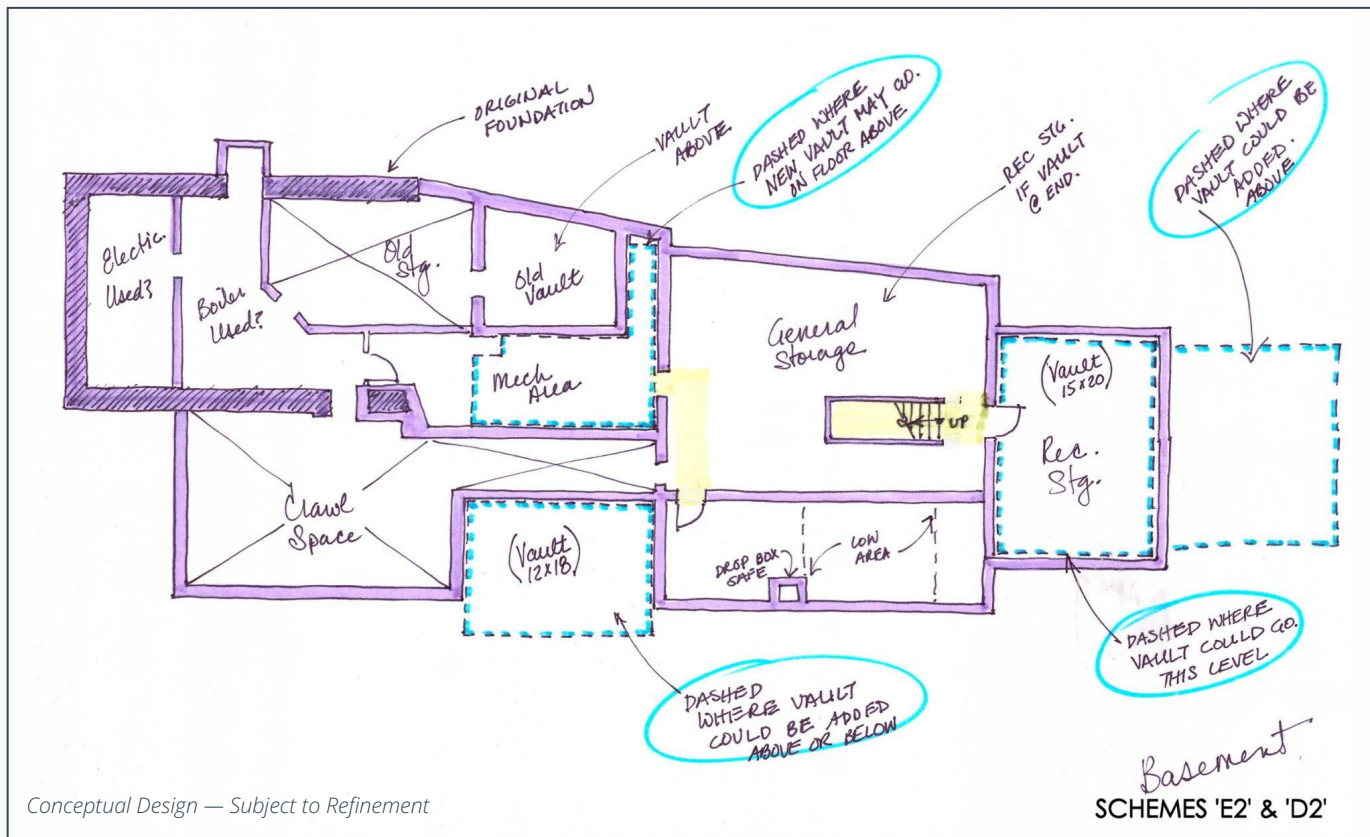 ORIGINAL
FOUNDATION
VAULT
ABOVE
DASHED WHERE
NEW VAULT MAY GO.
ON FLOOR ABOVE
REC STG.
IF VAULT
@ END.
DASHED WHERE
VAULT COULD BE
ADDED.
ABOVE
Electric.
Used?
Boiler
Used?
Old
Stg.
Old
Vault
Mech
Area
General
Storage
UP
(Vault
15x20)
Rec.
Stg.
Crawl
Space
(Vault
12x18)
DROP BOX
SAFE
LOW
AREA
DASHED
WHERE VAULT
COULD BE ADDED
ABOVE OR BELOW
DASHED WHERE
VAULT COULD GO.
THIS LEVEL
Basement
Conceptual Design — Subject to Refinement
SCHEMES 'E2' & 'D2'